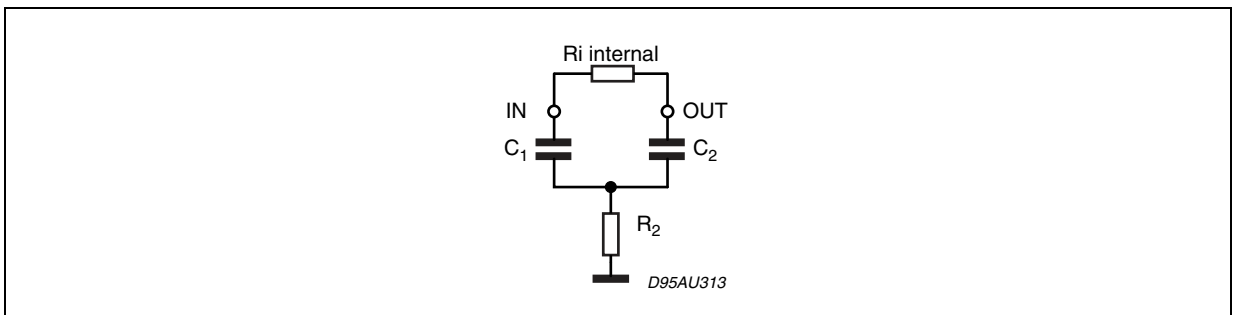 Ri internal
IN
OUT
C1
C2
R2
D95AU313